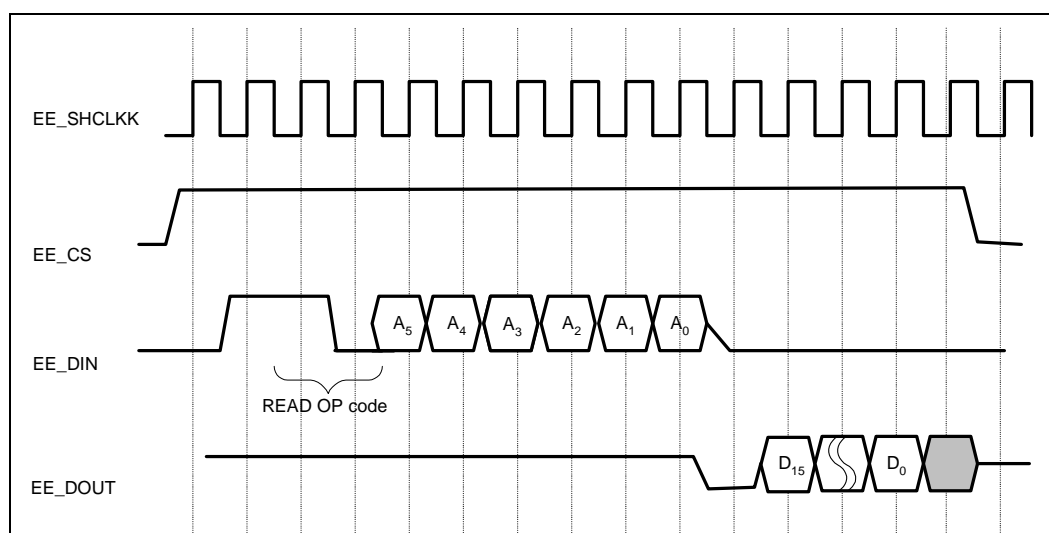 EE_SHCLKK
EE_CS
EE_DIN
A5 A4 A3 A2 A1 A0
READ OP code
EE_DOUT
D15 D0